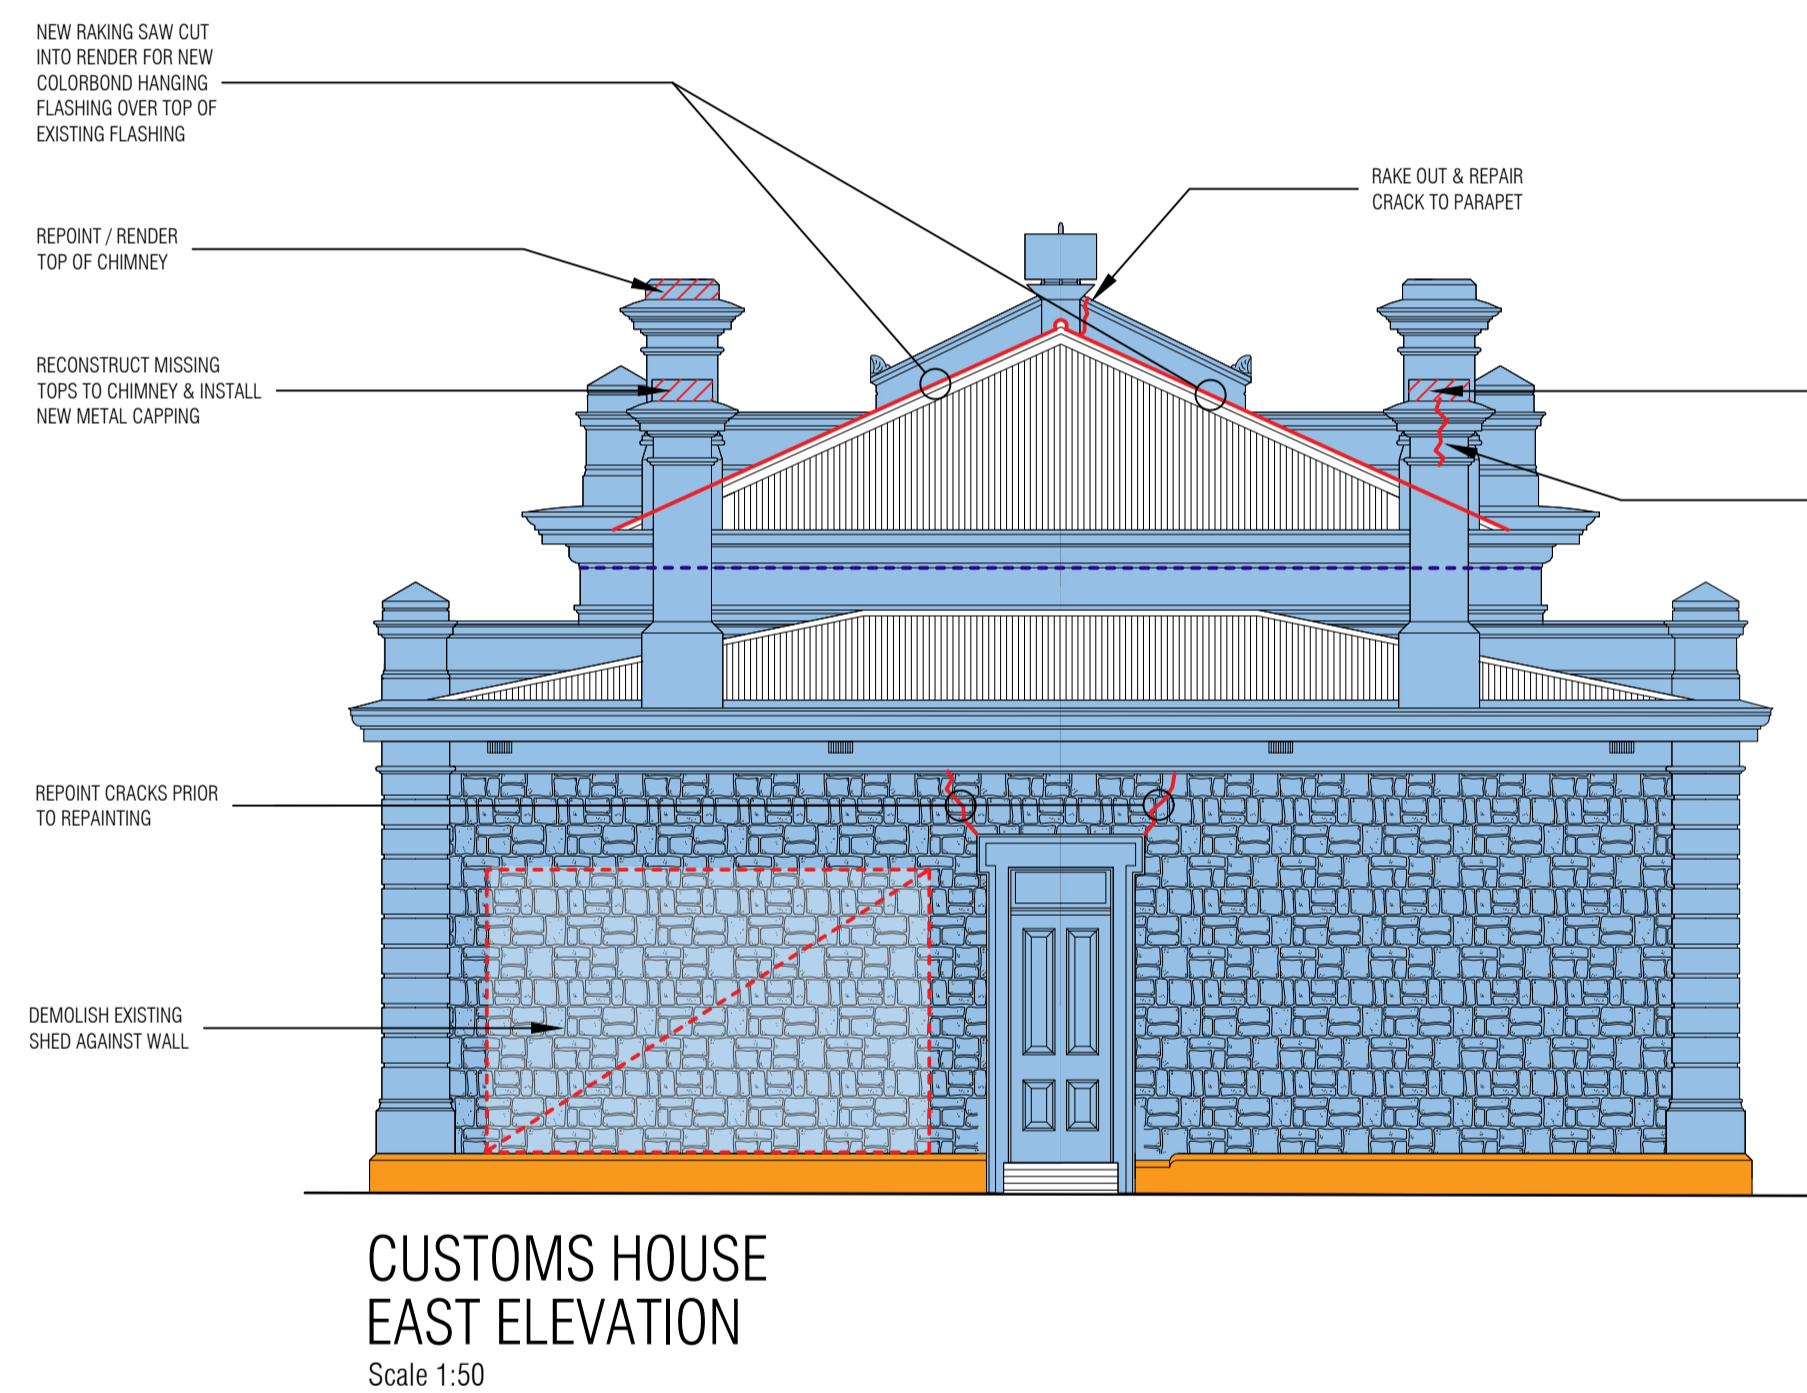 NEW RAKING SAW CUT
INTO RENDER FOR NEW
COLORBOND HANGING
FLASHING OVER TOP OF
EXISTING FLASHING
RAKE OUT & REPAIR
CRACK TO PARAPET
REPOINT / RENDER
TOP OF CHIMNEY
RECONSTRUCT MISSING
TOPS TO CHIMNEY & INSTALL
NEW METAL CAPPING
REPOINT CRACKS PRIOR
TO REPAINTING
DEMOLISH EXISTING
SHED AGAINST WALL
CUSTOMS HOUSE
EAST ELEVATION
Scale 1:50